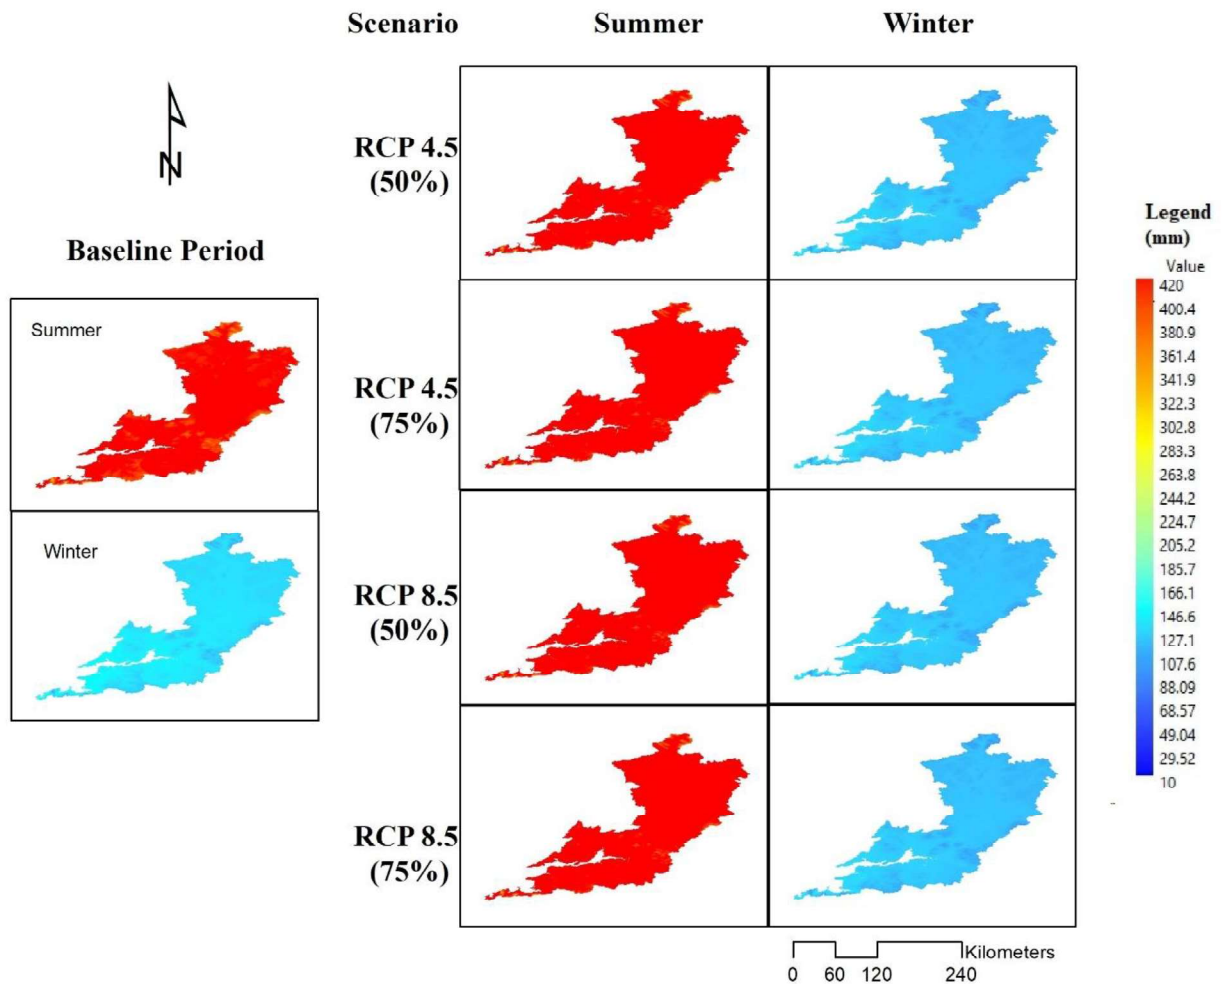 Scenario Summer Winter
N
Baseline Period
Summer
Winter
RCP 4.5
(50%)
RCP 4.5
(75%)
RCP 8.5
(50%)
RCP 8.5
(75%)
Legend
(mm)
Value
420
400.4
380.9
361.4
341.9
322.3
302.8
283.3
263.8
244.2
224.7
205.2
185.7
166.1
146.6
127.1
107.6
88.09
68.57
49.04
29.52
10
Kilometers
0 60 120 240